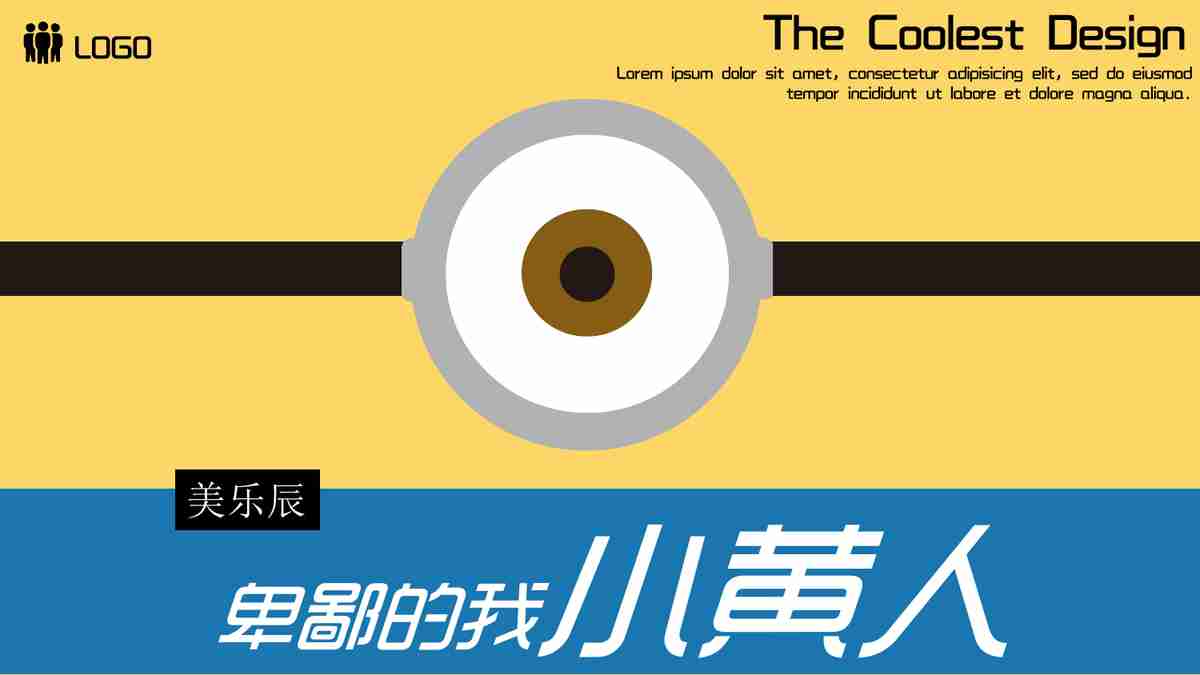 LOGO
The Coolest Design
Lorem ipsum dolor sit amet, consectetur adipisicing elit, sed do eiusmod
tempor incididunt ut labore et dolore magna aliqua.
美乐辰
卑鄙的我小黄人